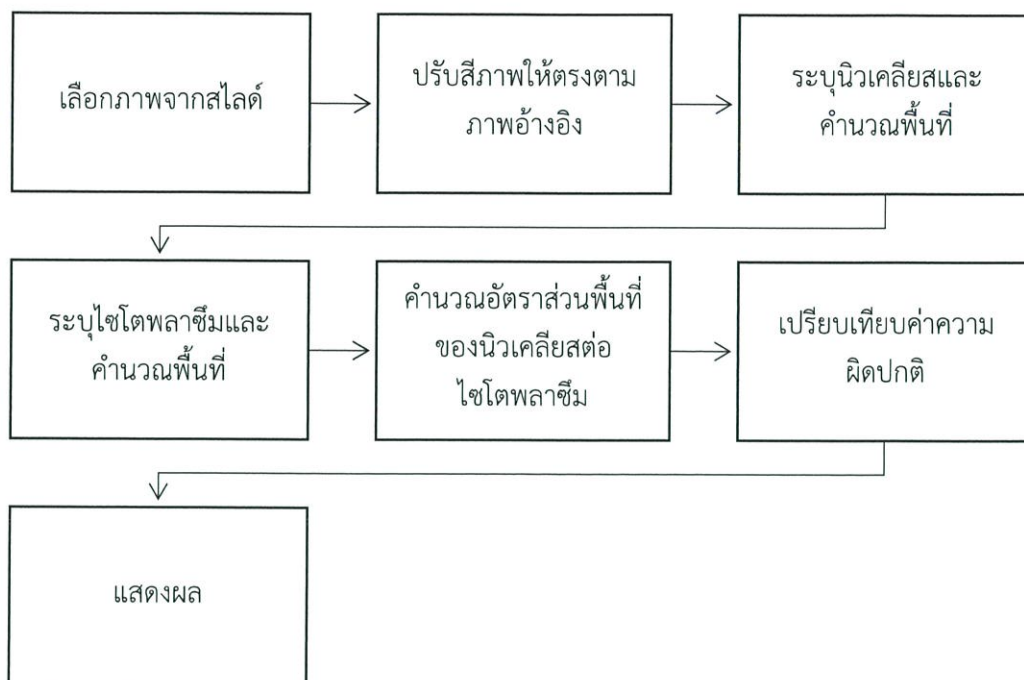 เลือกภาพจากสไลด์
ปรับสีภาพให้ตรงตาม
ภาพอ้างอิง
ระบุนิวเคลียสและ
คำนวณพื้นที่
ระบุไซโตพลาซึมและ
คำนวณพื้นที่
คำนวณอัตราส่วนพื้นที่
ของนิวเคลียสต่อ
ไซโตพลาซึม
เปรียบเทียบค่าความ
ผิดปกติ
แสดงผล